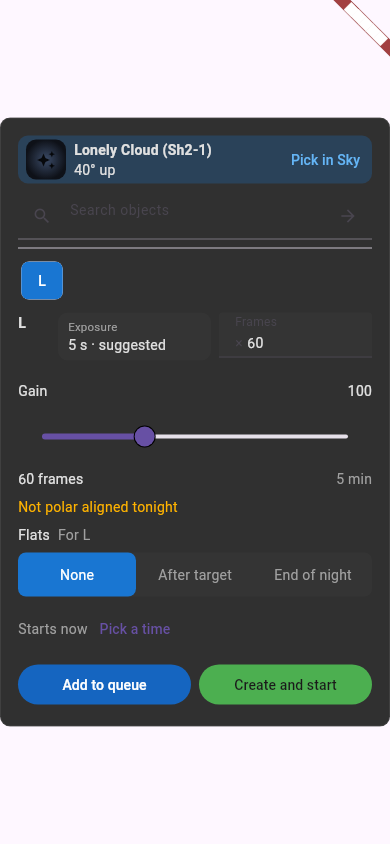 Lonely Cloud (Sh2-1)
40° up
Pick in Sky
Search objects
L
L
Exposure
5 s · suggested
Frames
× 60
Gain
100
60 frames
5 min
Not polar aligned tonight
Flats For L
None
After target
End of night
Starts now
Pick a time
Add to queue
Create and start